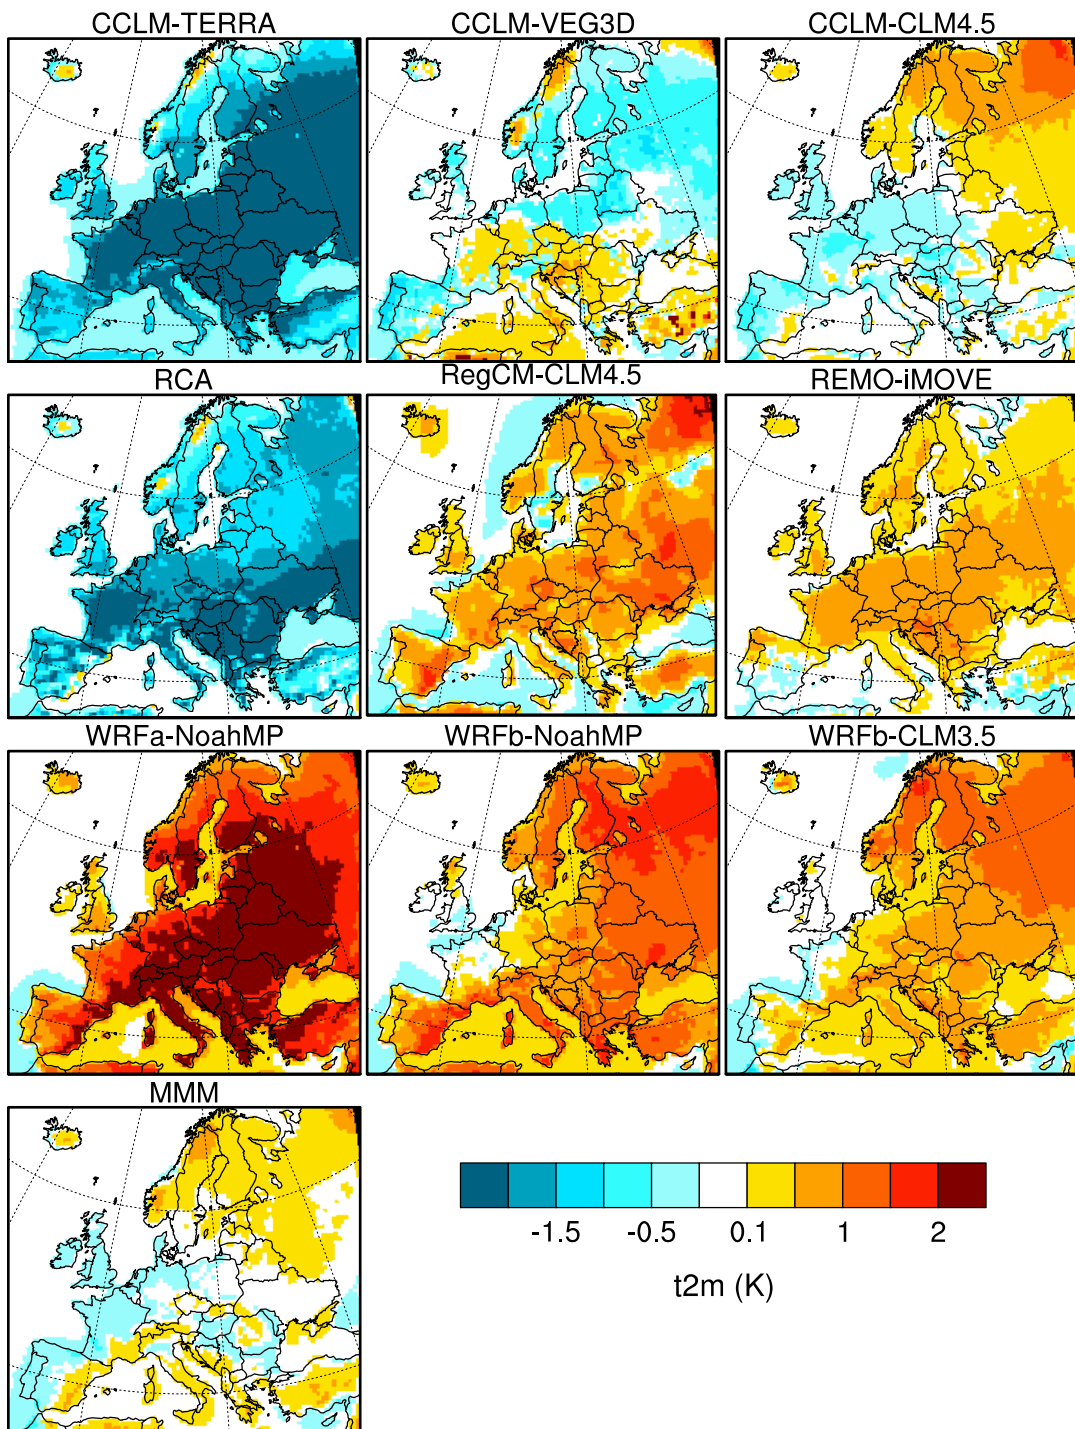 CCLM-TERRA CCLM-VEG3D CCLM-CLM4.5
RCA RegCM-CLM4.5 REMO-iMOVE
WRFa-NoahMP WRFb-NoahMP WRFb-CLM3.5
MMM
-1.5 -0.5 0.1 1 2
t2m (K)